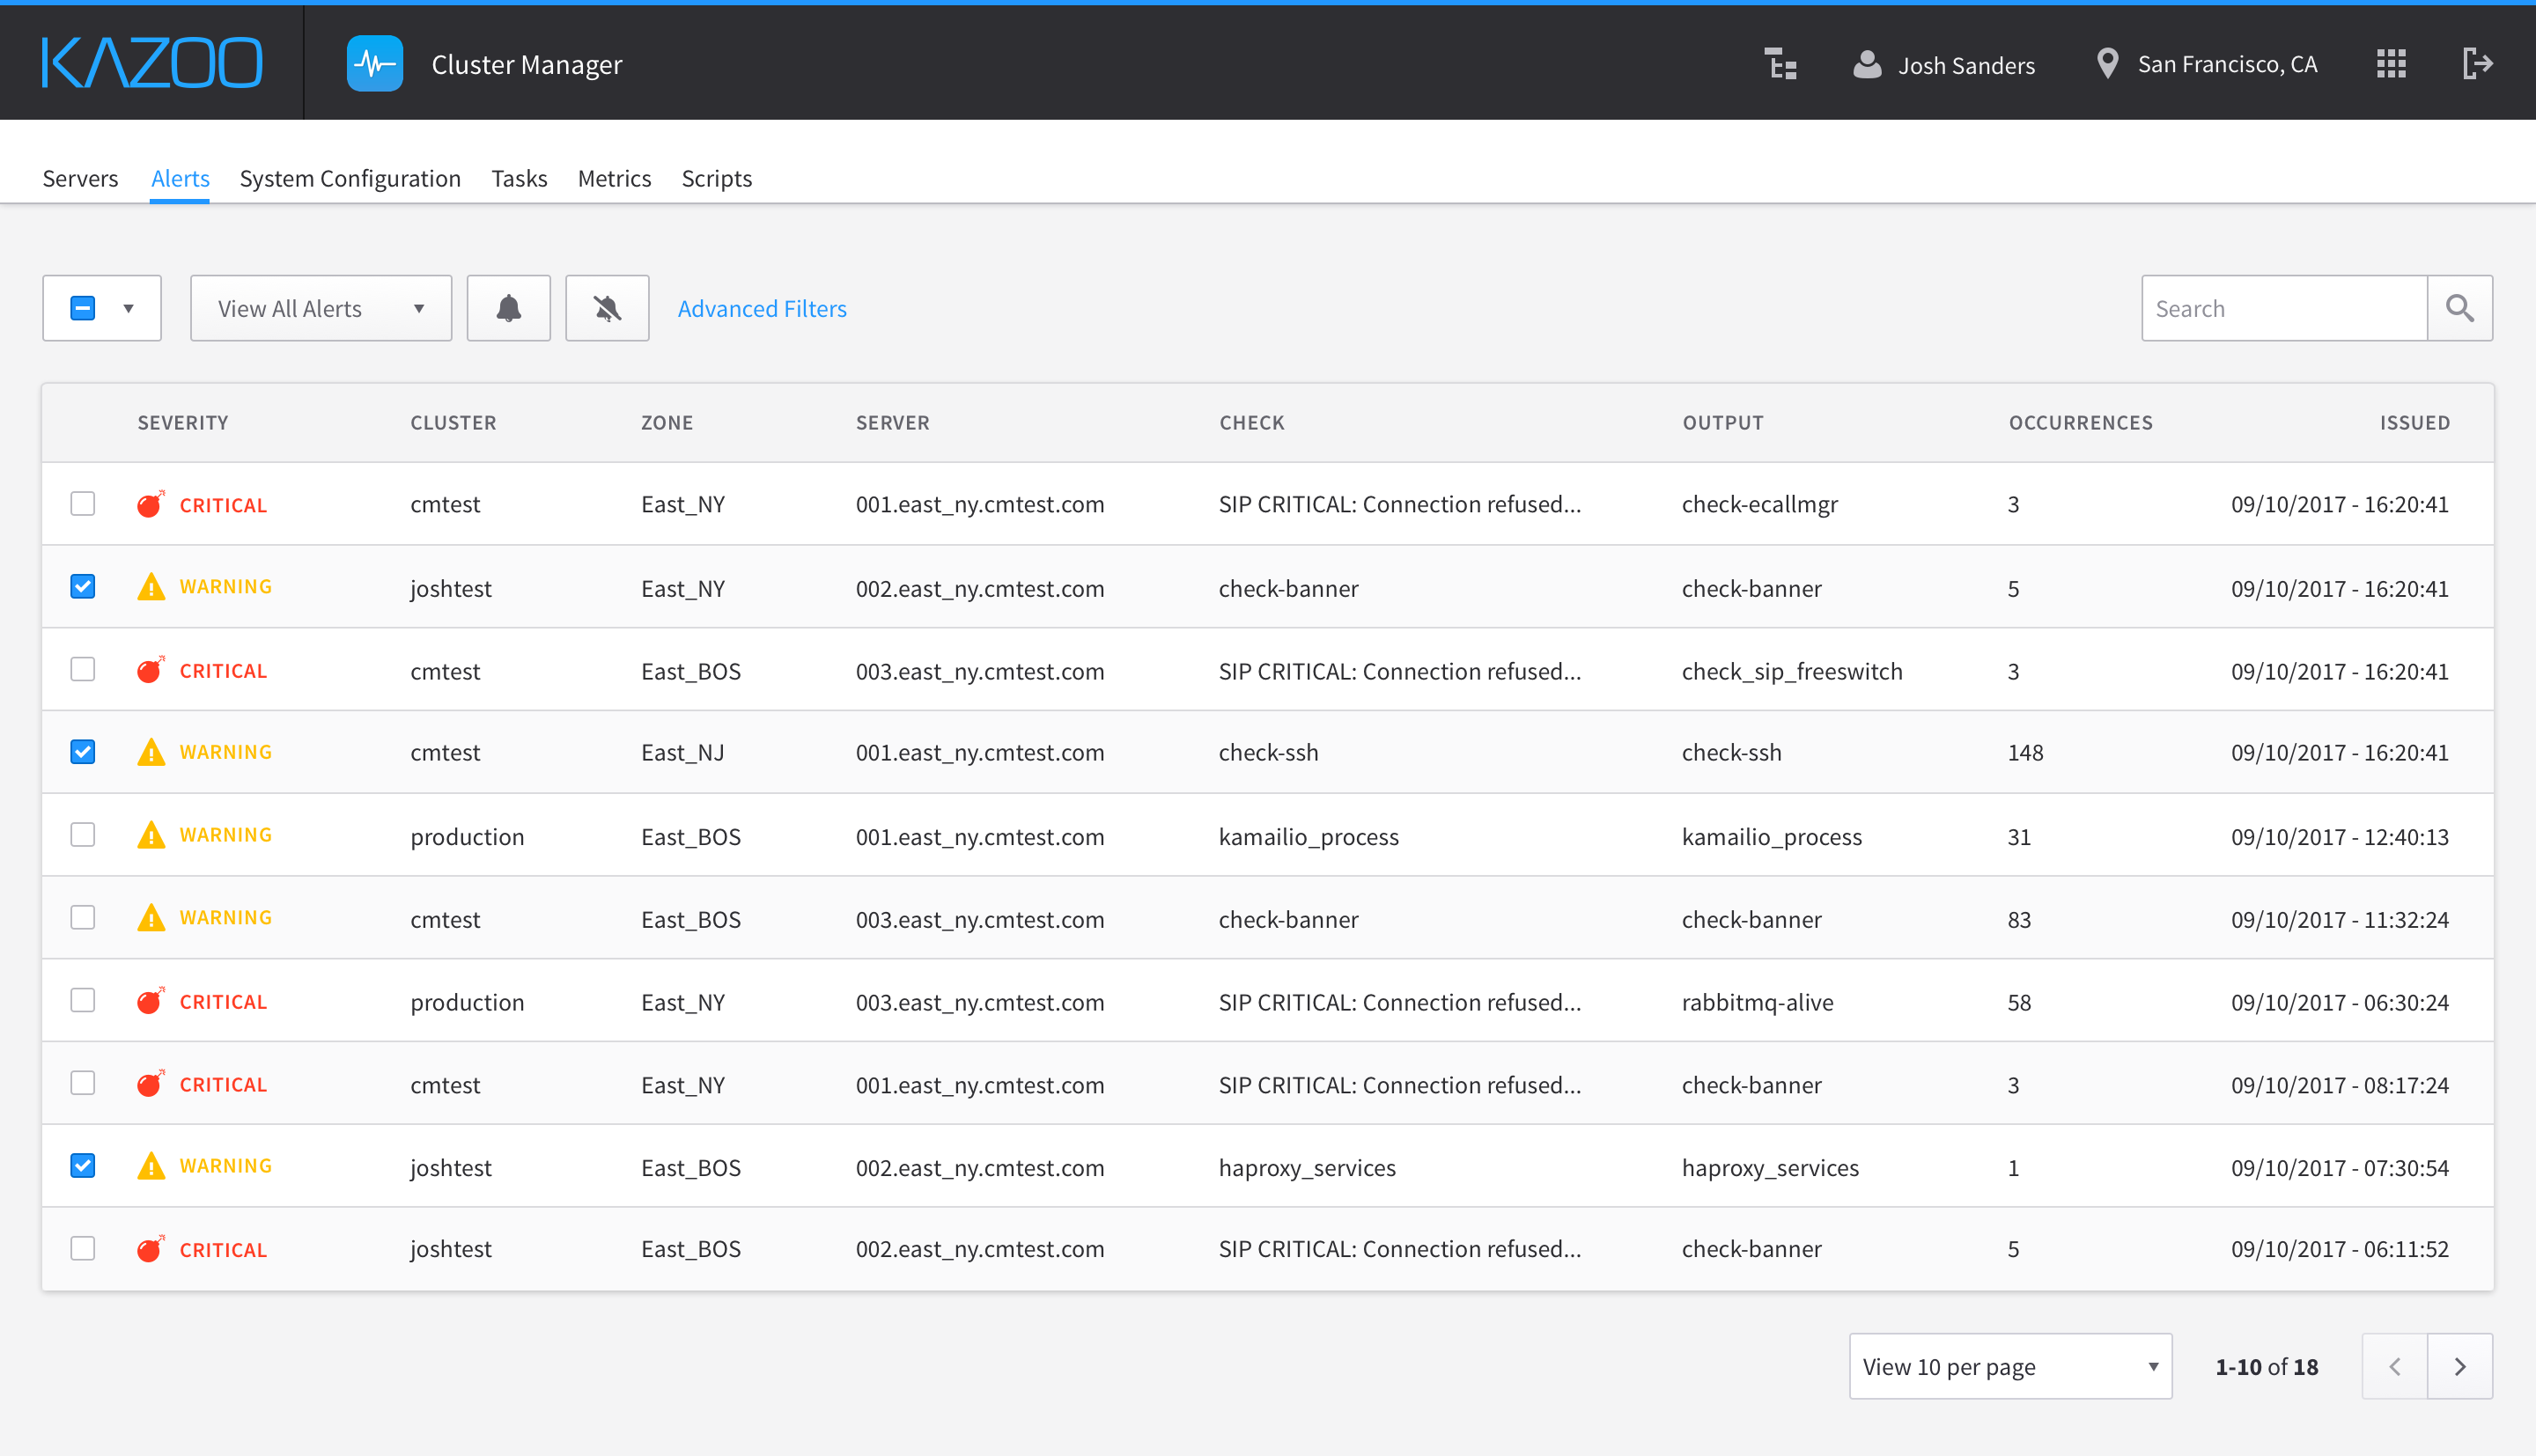 KAZOO Cluster Manager Josh Sanders San Francisco, CA
Servers Alerts System Configuration Tasks Metrics Scripts
View All Alerts Advanced Filters Search
SEVERITY CLUSTER ZONE SERVER CHECK OUTPUT OCCURRENCES ISSUED
CRITICAL cmtest East_NY 001.east_ny.cmtest.com SIP CRITICAL: Connection refused... check-ecallmgr 3 09/10/2017 - 16:20:41
WARNING joshtest East_NY 002.east_ny.cmtest.com check-banner check-banner 5 09/10/2017 - 16:20:41
CRITICAL cmtest East_BOS 003.east_ny.cmtest.com SIP CRITICAL: Connection refused... check_sip_freeswitch 3 09/10/2017 - 16:20:41
WARNING cmtest East_NJ 001.east_ny.cmtest.com check-ssh check-ssh 148 09/10/2017 - 16:20:41
WARNING production East_BOS 001.east_ny.cmtest.com kamailio_process kamailio_process 31 09/10/2017 - 12:40:13
WARNING cmtest East_BOS 003.east_ny.cmtest.com check-banner check-banner 83 09/10/2017 - 11:32:24
CRITICAL production East_NY 003.east_ny.cmtest.com SIP CRITICAL: Connection refused... rabbitmq-alive 58 09/10/2017 - 06:30:24
CRITICAL cmtest East_NY 001.east_ny.cmtest.com SIP CRITICAL: Connection refused... check-banner 3 09/10/2017 - 08:17:24
WARNING joshtest East_BOS 002.east_ny.cmtest.com haproxy_services haproxy_services 1 09/10/2017 - 07:30:54
CRITICAL joshtest East_BOS 002.east_ny.cmtest.com SIP CRITICAL: Connection refused... check-banner 5 09/10/2017 - 06:11:52
View 10 per page 1-10 of 18